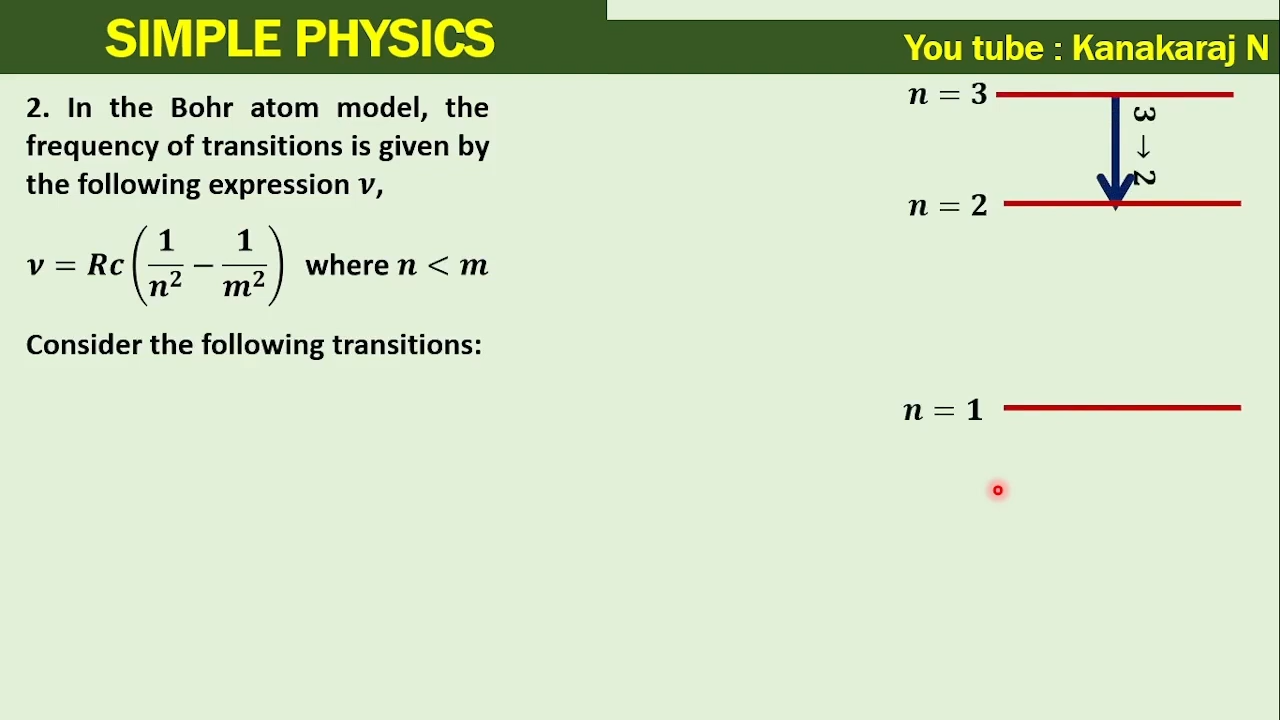 SIMPLE PHYSICS
You tube : Kanakaraj N
2. In the Bohr atom model, the
frequency of transitions is given by
the following expression ν,
ν = Rc(1/n² − 1/m²) where n < m
Consider the following transitions:
n = 3
3 → 2
n = 2
n = 1